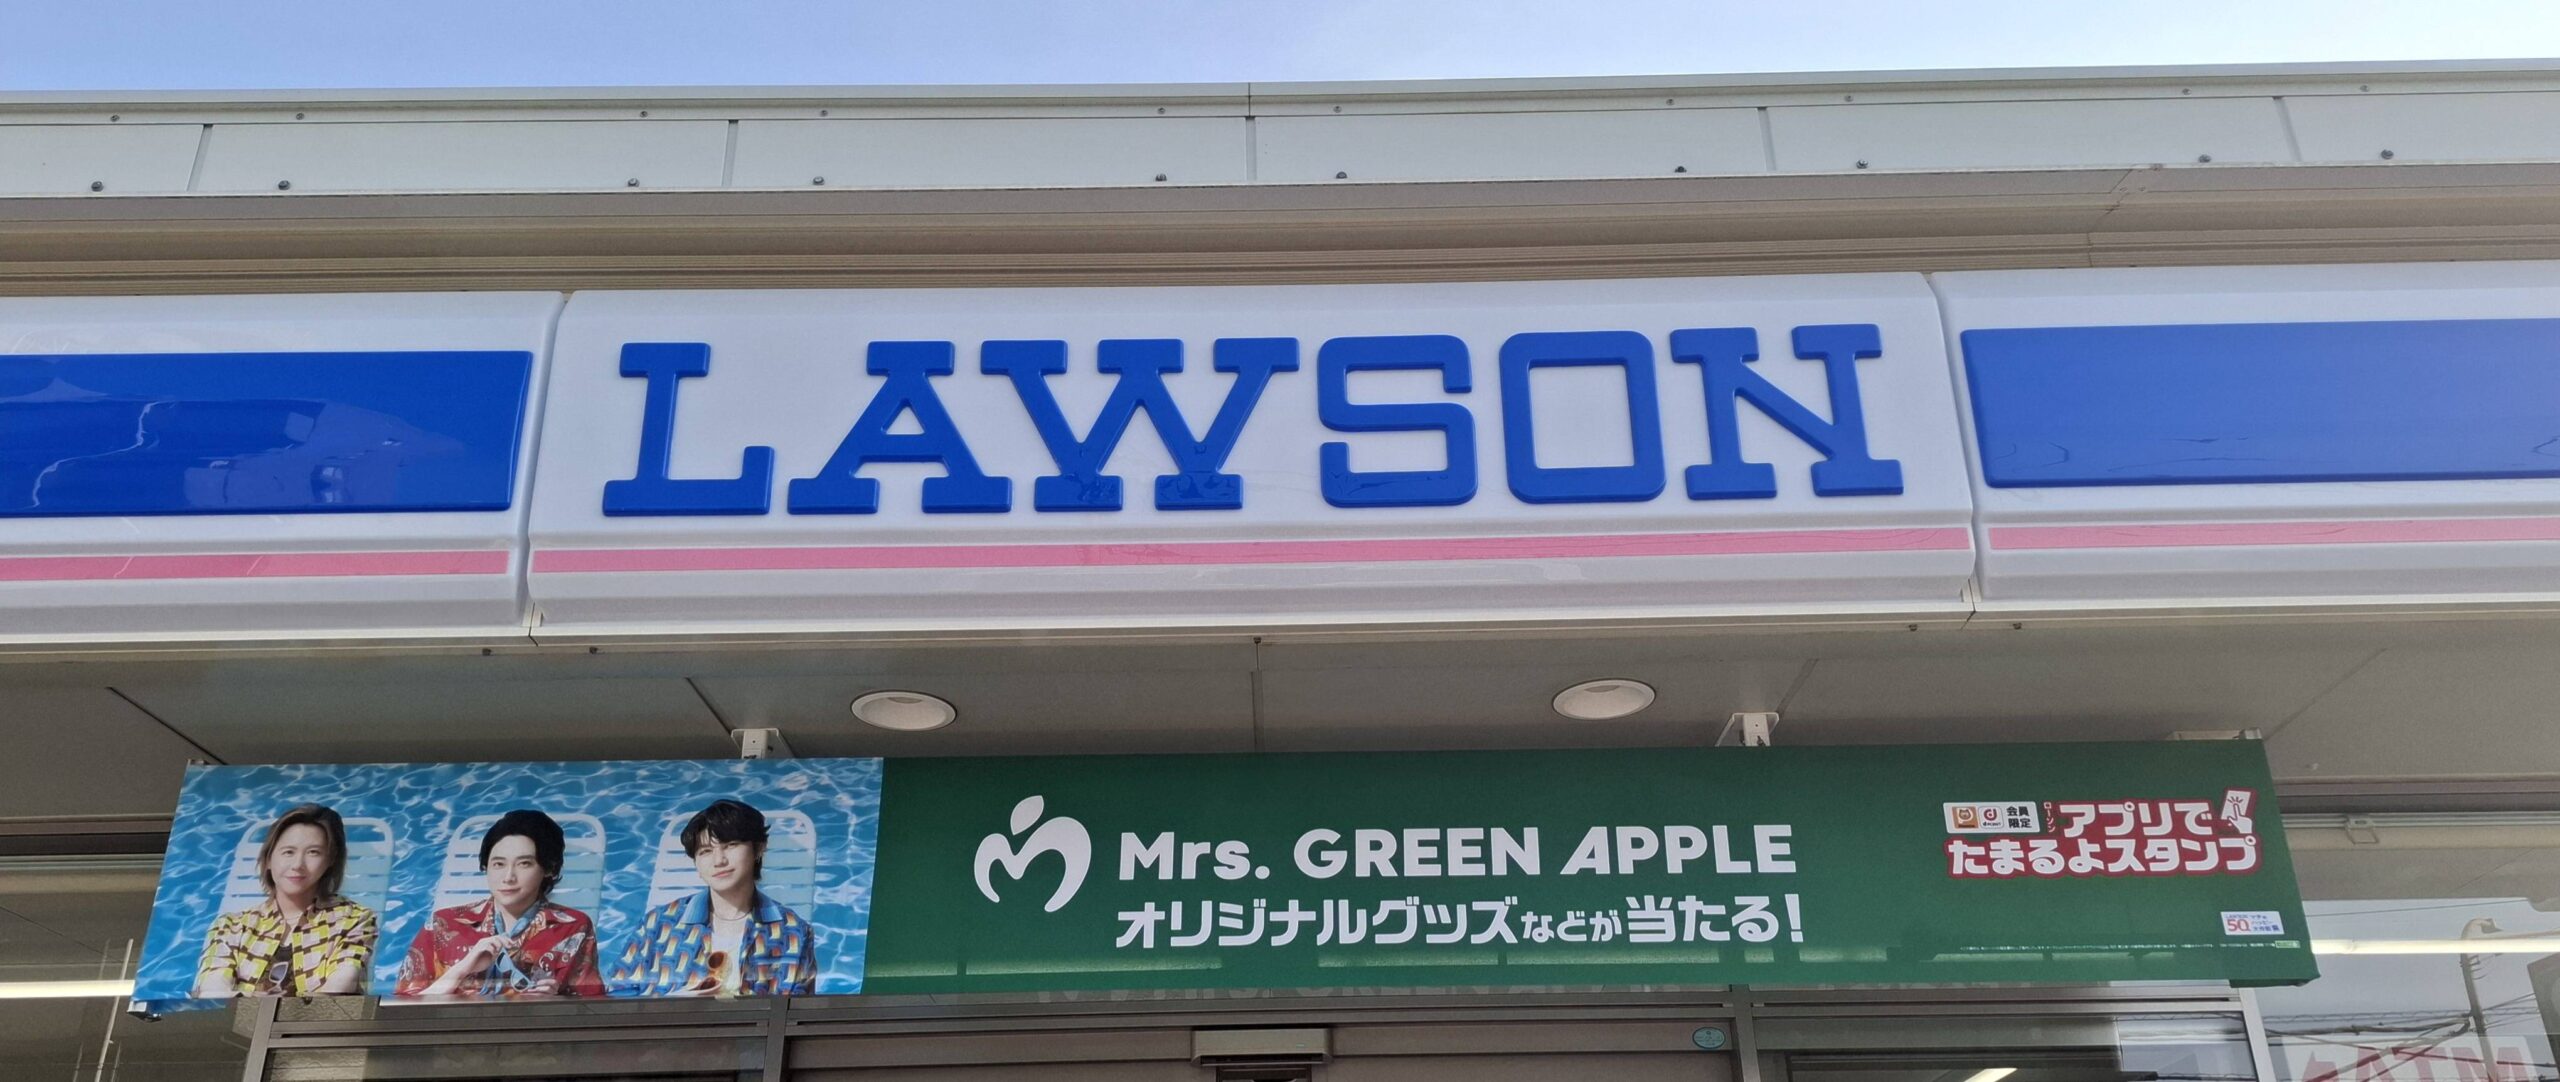 LAWSON
Mrs. GREEN APPLE
オリジナルグッズなどが当たる！
会員
限定
ローソン
アプリで
たまるよスタンプ
50
ATM